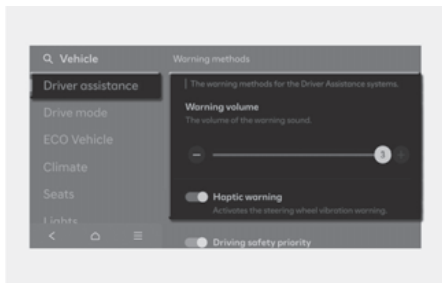 Vehicle
Warning methods
Driver assistance
The warning methods for the Driver Assistance systems.
Drive mode
Warning volume
The volume of the warning sound.
ECO Vehicle
3
Climate
Seats
Haptic warning
Activates the steering wheel vibration warning.
Lights
Driving safety priority